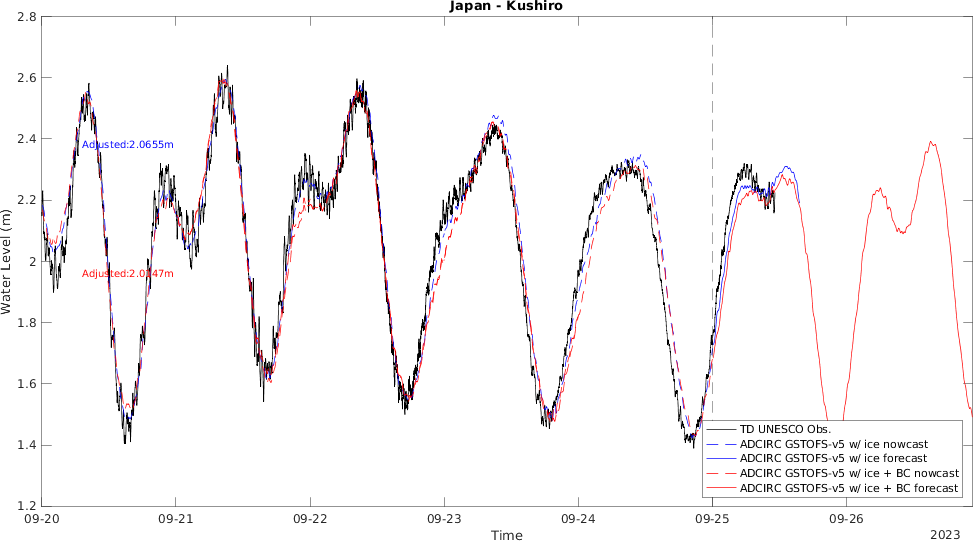 Japan - Kushiro
2.8
2.6
2.4
2.2
2
1.8
1.6
1.4
1.2
Water Level (m)
Adjusted:2.0655m
TD UNESCO Obs.
ADCIRC GSTOFS-v5 w/ ice nowcast
ADCIRC GSTOFS-v5 w/ ice forecast
ADCIRC GSTOFS-v5 w/ ice + BC nowcast
ADCIRC GSTOFS-v5 w/ ice + BC forecast
09-20
09-21
09-22
09-23
09-24
09-25
09-26
Time
2023